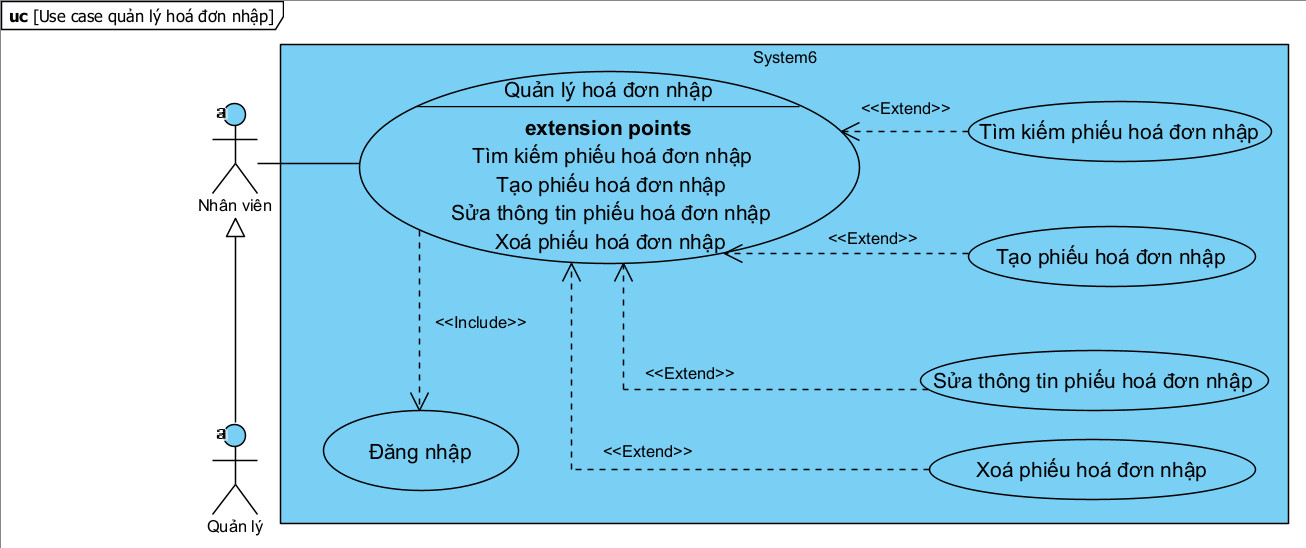 uc [Use case quản lý hoá đơn nhập]
System6
Quản lý hoá đơn nhập
extension points
Tìm kiếm phiếu hoá đơn nhập
Tạo phiếu hoá đơn nhập
Sửa thông tin phiếu hoá đơn nhập
Xoá phiếu hoá đơn nhập
<<Extend>>
Tìm kiếm phiếu hoá đơn nhập
a
Nhân viên
<<Extend>>
Tạo phiếu hoá đơn nhập
<<Include>>
<<Extend>>
Sửa thông tin phiếu hoá đơn nhập
a
Đăng nhập
<<Extend>>
Xoá phiếu hoá đơn nhập
Quản lý